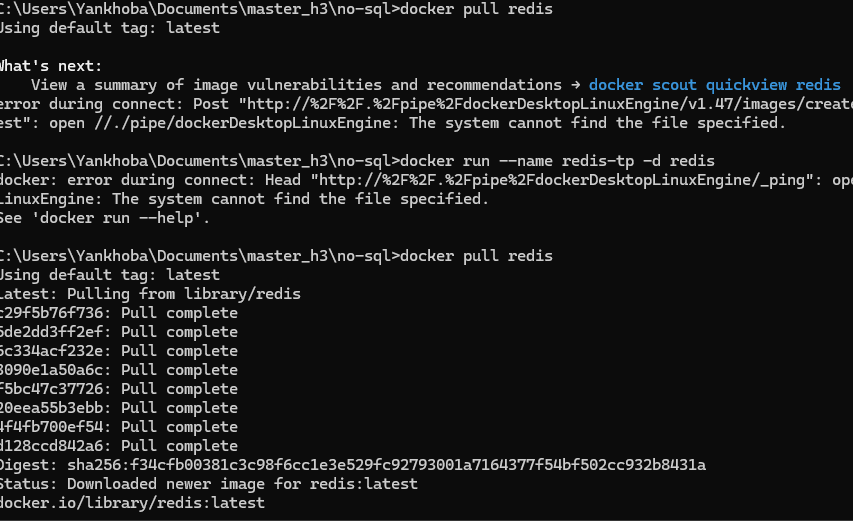 C:\Users\Yankhoba\Documents\master_h3\no-sql>docker pull redis
Using default tag: latest
What's next:
View a summary of image vulnerabilities and recommendations → docker scout quickview redis
error during connect: Post "http://%2F%2F.%2Fpipe%2FdockerDesktopLinuxEngine/v1.47/images/create
est": open //./pipe/dockerDesktopLinuxEngine: The system cannot find the file specified.
C:\Users\Yankhoba\Documents\master_h3\no-sql>docker run --name redis-tp -d redis
docker: error during connect: Head "http://%2F%2F.%2Fpipe%2FdockerDesktopLinuxEngine/_ping": ope
LinuxEngine: The system cannot find the file specified.
See 'docker run --help'.
C:\Users\Yankhoba\Documents\master_h3\no-sql>docker pull redis
Using default tag: latest
latest: Pulling from library/redis
c29f5b76f736: Pull complete
5de2dd3ff2ef: Pull complete
6c334acf232e: Pull complete
3090e1a50a6c: Pull complete
f5bc47c37726: Pull complete
20eea55b3ebb: Pull complete
4f4fb700ef54: Pull complete
d128ccd842a6: Pull complete
Digest: sha256:f34cfb00381c3c98f6cc1e3e529fc92793001a7164377f54bf502cc932b8431a
Status: Downloaded newer image for redis:latest
docker.io/library/redis:latest